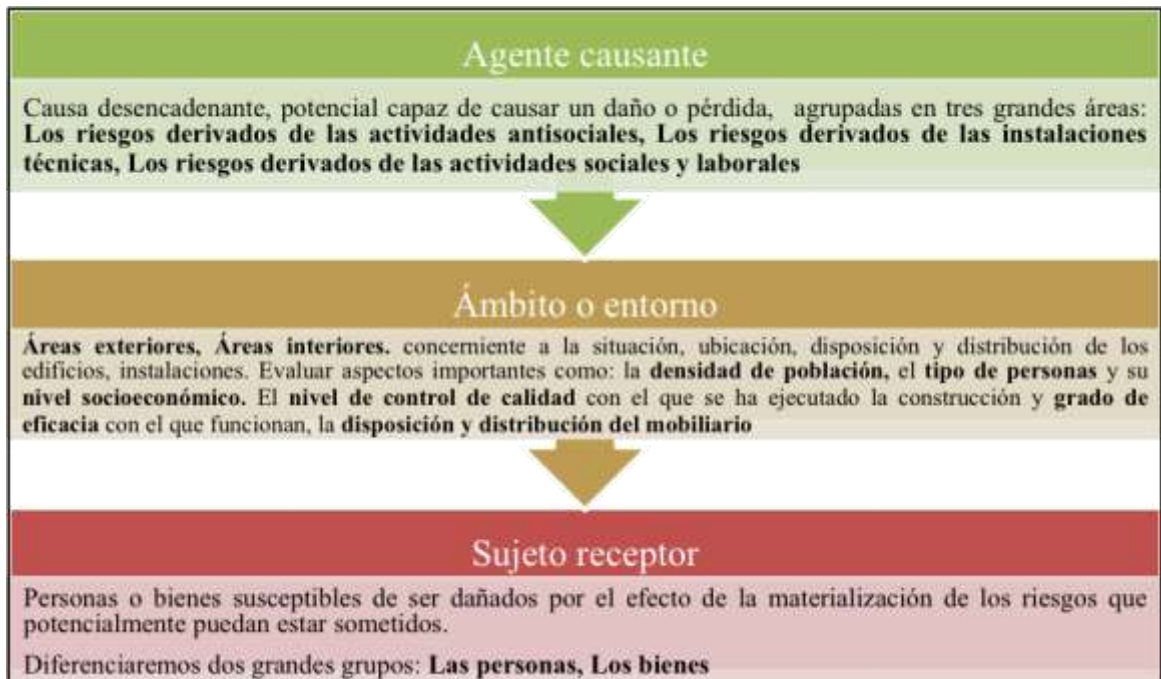 Agente causante
Causa desencadenante, potencial capaz de causar un daño o pérdida, agrupadas en tres grandes áreas:
Los riesgos derivados de las actividades antisociales, Los riesgos derivados de las instalaciones
técnicas, Los riesgos derivados de las actividades sociales y laborales
Ámbito o entorno
Áreas exteriores, Áreas interiores. concerniente a la situación, ubicación, disposición y distribución de los
edificios, instalaciones. Evaluar aspectos importantes como: la densidad de población, el tipo de personas y su
nivel socioeconómico. El nivel de control de calidad con el que se ha ejecutado la construcción y grado de
eficacia con el que funcionan, la disposición y distribución del mobiliario
Sujeto receptor
Personas o bienes susceptibles de ser dañados por el efecto de la materialización de los riesgos que
potencialmente puedan estar sometidos.
Diferenciaremos dos grandes grupos: Las personas, Los bienes